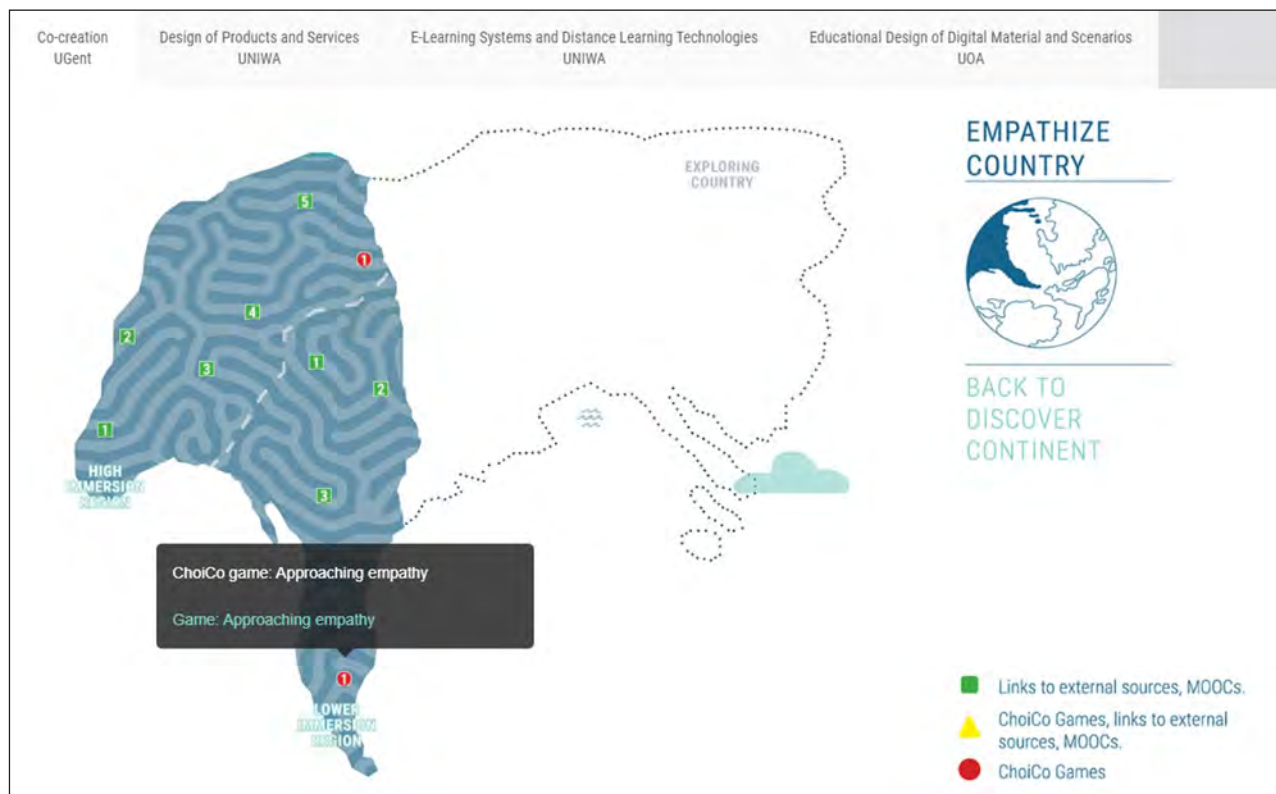 Co-creation
UGent
Design of Products and Services
UNIWA
E-Learning Systems and Distance Learning Technologies
UNIWA
Educational Design of Digital Material and Scenarios
UOA
EMPATHIZE
COUNTRY
EXPLORING
COUNTRY
5
1
4
2
3
1
2
1
HIGH
IMMERSION
REGION
3
BACK TO
DISCOVER
CONTINENT
ChoiCo game: Approaching empathy
Game: Approaching empathy
1
LOWER
IMMERSION
REGION
Links to external sources, MOOCs.
ChoiCo Games, links to external
sources, MOOCs.
ChoiCo Games